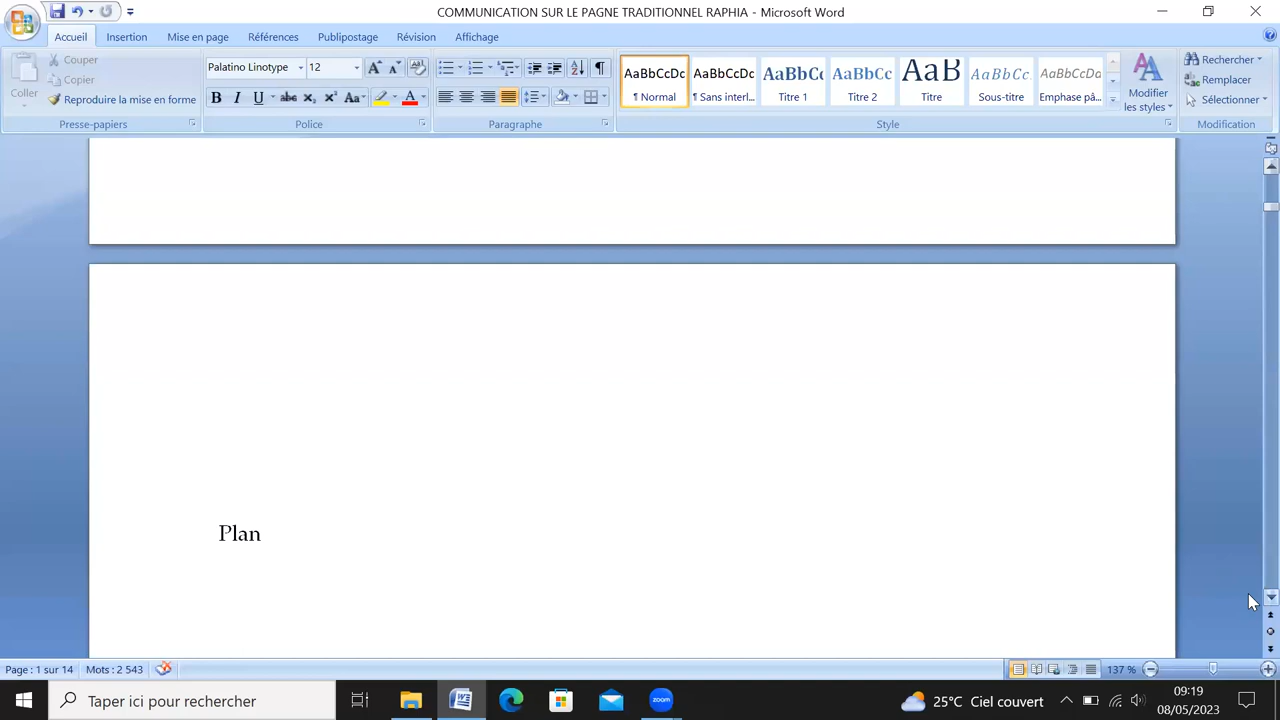 COMMUNICATION SUR LE PAGNE TRADITIONNEL RAPHIA - Microsoft Word
Accueil Insertion Mise en page Références Publipostage Révision Affichage
Coller
Couper
Copier
Reproduire la mise en forme
Presse-papiers
Palatino Linotype 12
Police
Paragraphe
AaBbCcDc AaBbCcDc AaBbCc AaBbCc AaB AaBbCc. AaBbCcDa
¶ Normal ¶ Sans interl... Titre 1 Titre 2 Titre Sous-titre Emphase pâ...
Modifier
les styles
Style
Rechercher
Remplacer
Sélectionner
Modification
Plan
Page : 1 sur 14 Mots : 2 543 137 %
Taper ici pour rechercher
zoom
25°C Ciel couvert
09:19
08/05/2023